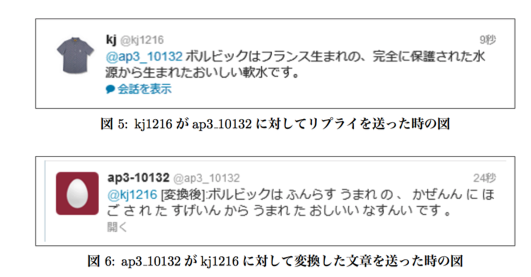 kj @kj1216 9秒
@ap3_10132 ボルビックはフランス生まれの、完全に保護された水
源から生まれたおいしい軟水です。
会話を表示
図 5: kj1216 が ap3_10132 に対してリプライを送った時の図
ap3-10132 @ap3_10132 24秒
@kj1216 [変換後]:ボルビックは ふんらす うまれ の 、 かぜんん に ほ
ご さ れ た すげいん から うまれ た おしいい なすんい です 。
開く
図 6: ap3_10132 が kj1216 に対して変換した文章を送った時の図